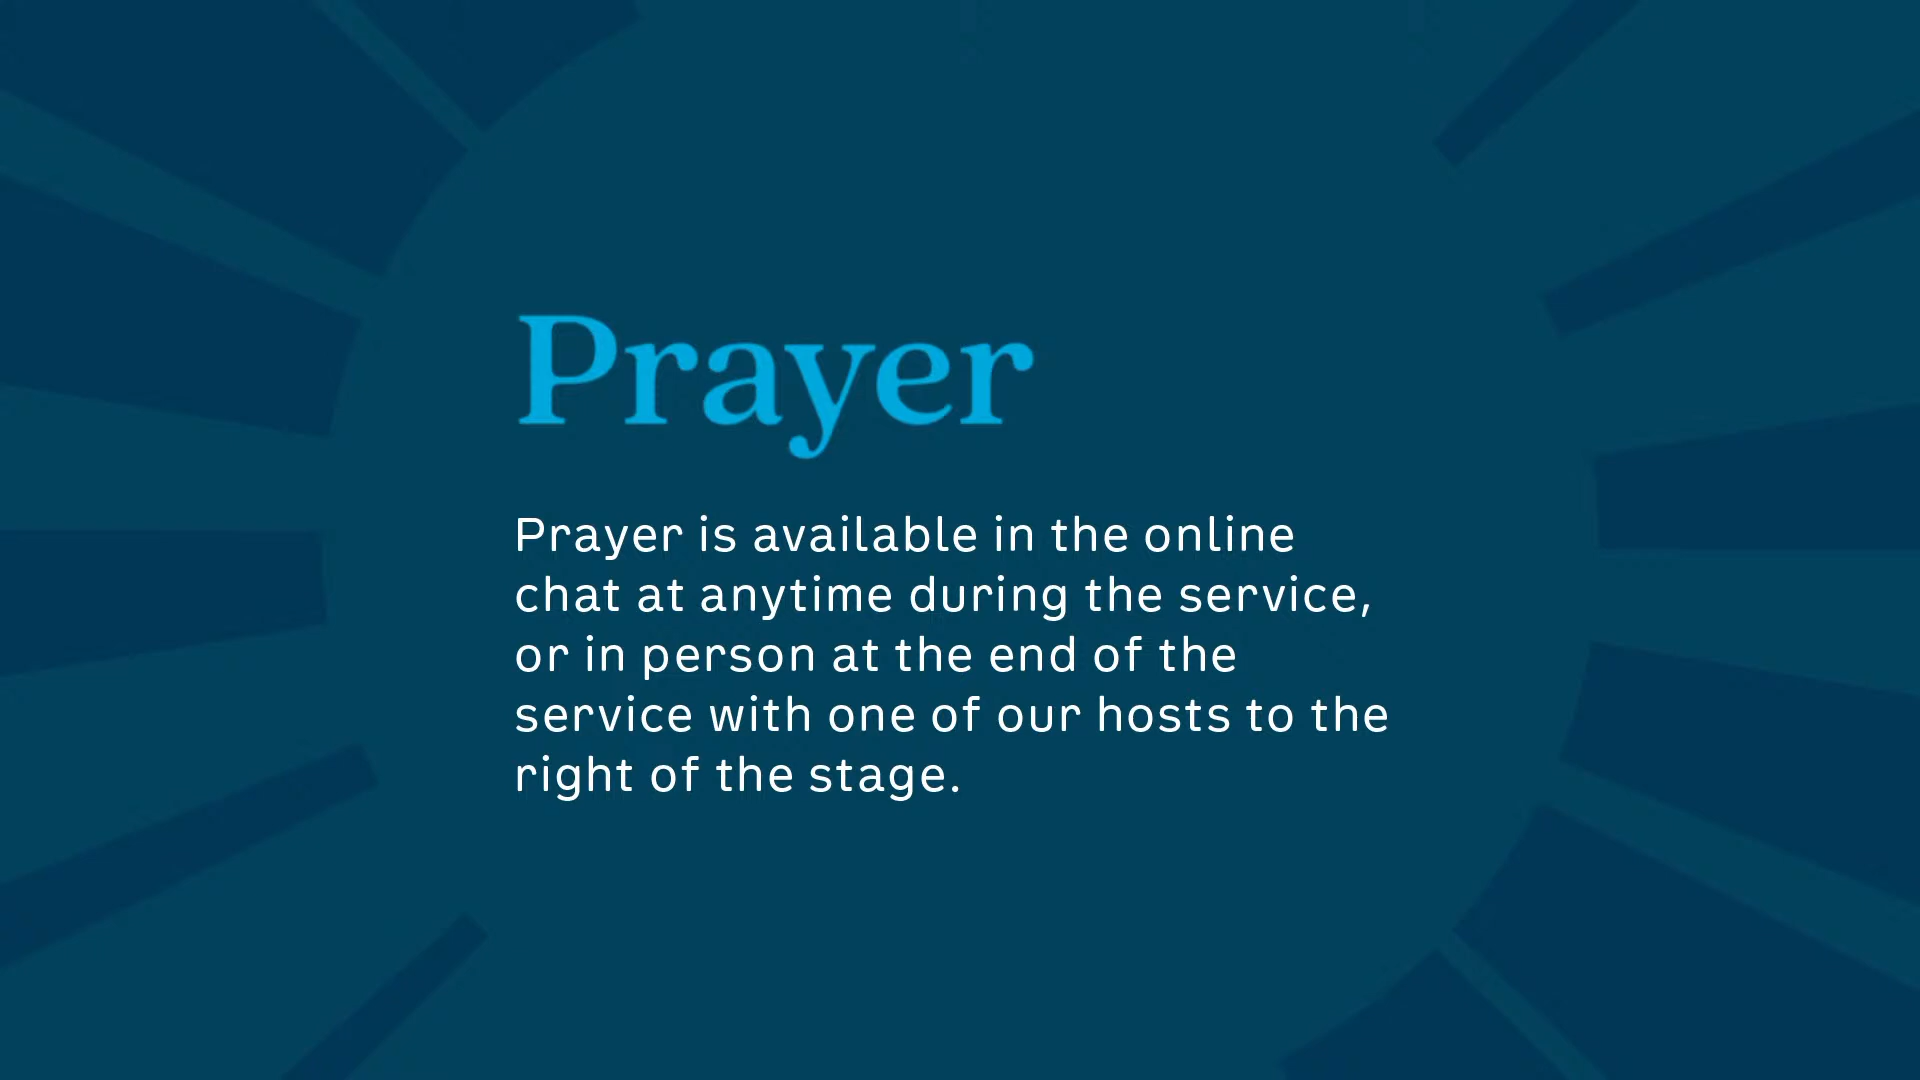 Prayer
Prayer is available in the online
chat at anytime during the service,
or in person at the end of the
service with one of our hosts to the
right of the stage.